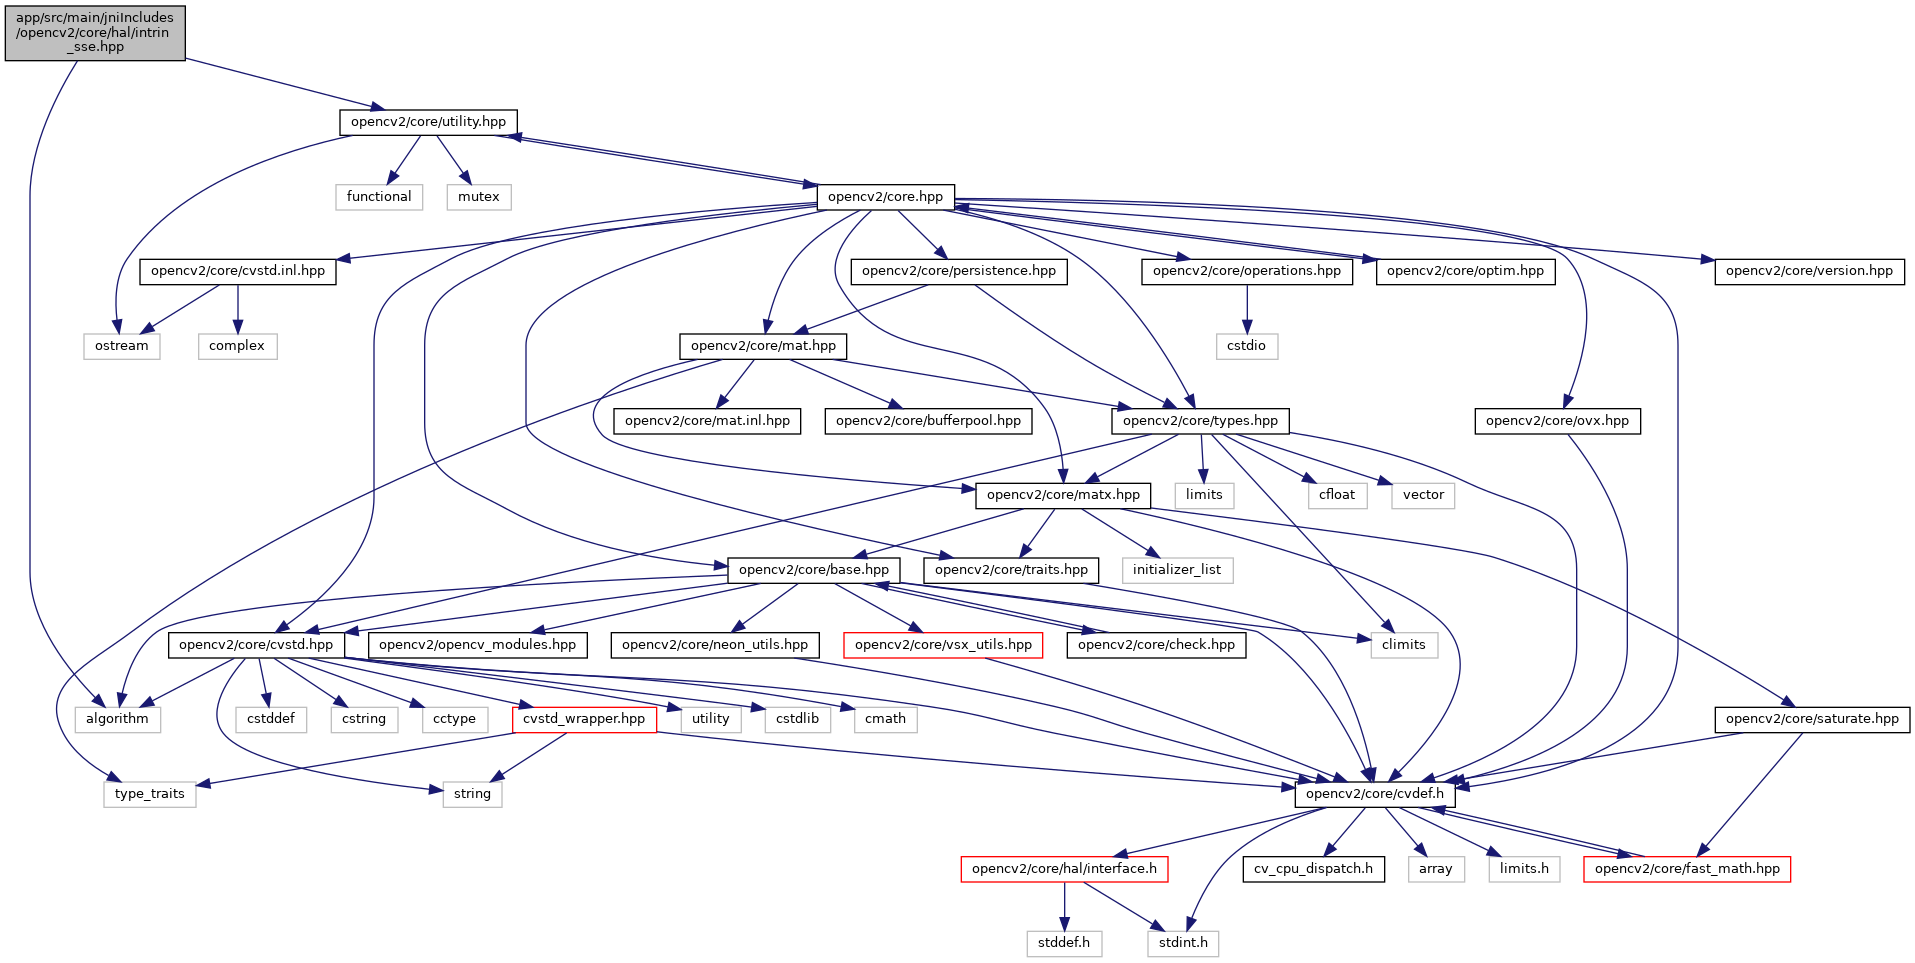 app/src/main/jniIncludes
/opencv2/core/hal/intrin
_sse.hpp
opencv2/core/utility.hpp
functional
mutex
opencv2/core.hpp
opencv2/core/cvstd.inl.hpp
opencv2/core/persistence.hpp
opencv2/core/operations.hpp
opencv2/core/optim.hpp
opencv2/core/version.hpp
ostream
complex
opencv2/core/mat.hpp
cstdio
opencv2/core/mat.inl.hpp
opencv2/core/bufferpool.hpp
opencv2/core/types.hpp
opencv2/core/ovx.hpp
opencv2/core/matx.hpp
limits
cfloat
vector
opencv2/core/base.hpp
opencv2/core/traits.hpp
initializer_list
opencv2/core/cvstd.hpp
opencv2/opencv_modules.hpp
opencv2/core/neon_utils.hpp
opencv2/core/vsx_utils.hpp
opencv2/core/check.hpp
climits
algorithm
cstddef
cstring
cctype
cvstd_wrapper.hpp
utility
cstdlib
cmath
opencv2/core/saturate.hpp
type_traits
string
opencv2/core/cvdef.h
opencv2/core/hal/interface.h
cv_cpu_dispatch.h
array
limits.h
opencv2/core/fast_math.hpp
stddef.h
stdint.h